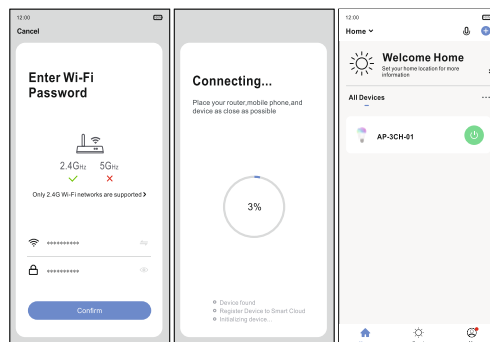 12:00
Cancel
Enter Wi-Fi
Password
2.4GHz 5GHz
Only 2.4G Wi-Fi networks are supported >
**********
**********
Confirm
Connecting...
Place your router,mobile phone,and
device as close as possible
3%
Device found
Register Device to Smart Cloud
Initializing device...
12:00
Home
Welcome Home
Set your home location for more
information
All Devices
...
AP-3CH-01